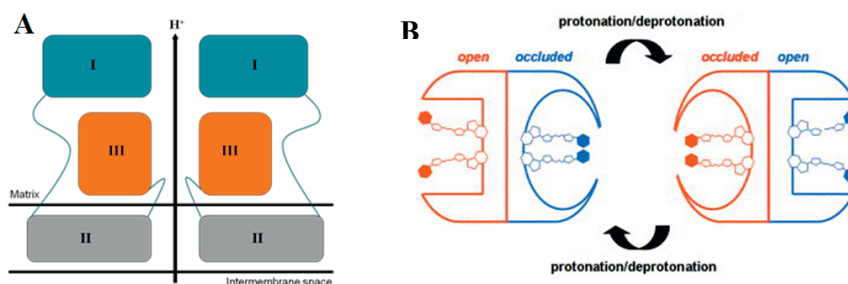 A
H+
I
I
III
III
Matrix
II
II
Intermembrane space
B
protonation/deprotonation
open
occluded
occluded
open
protonation/deprotonation